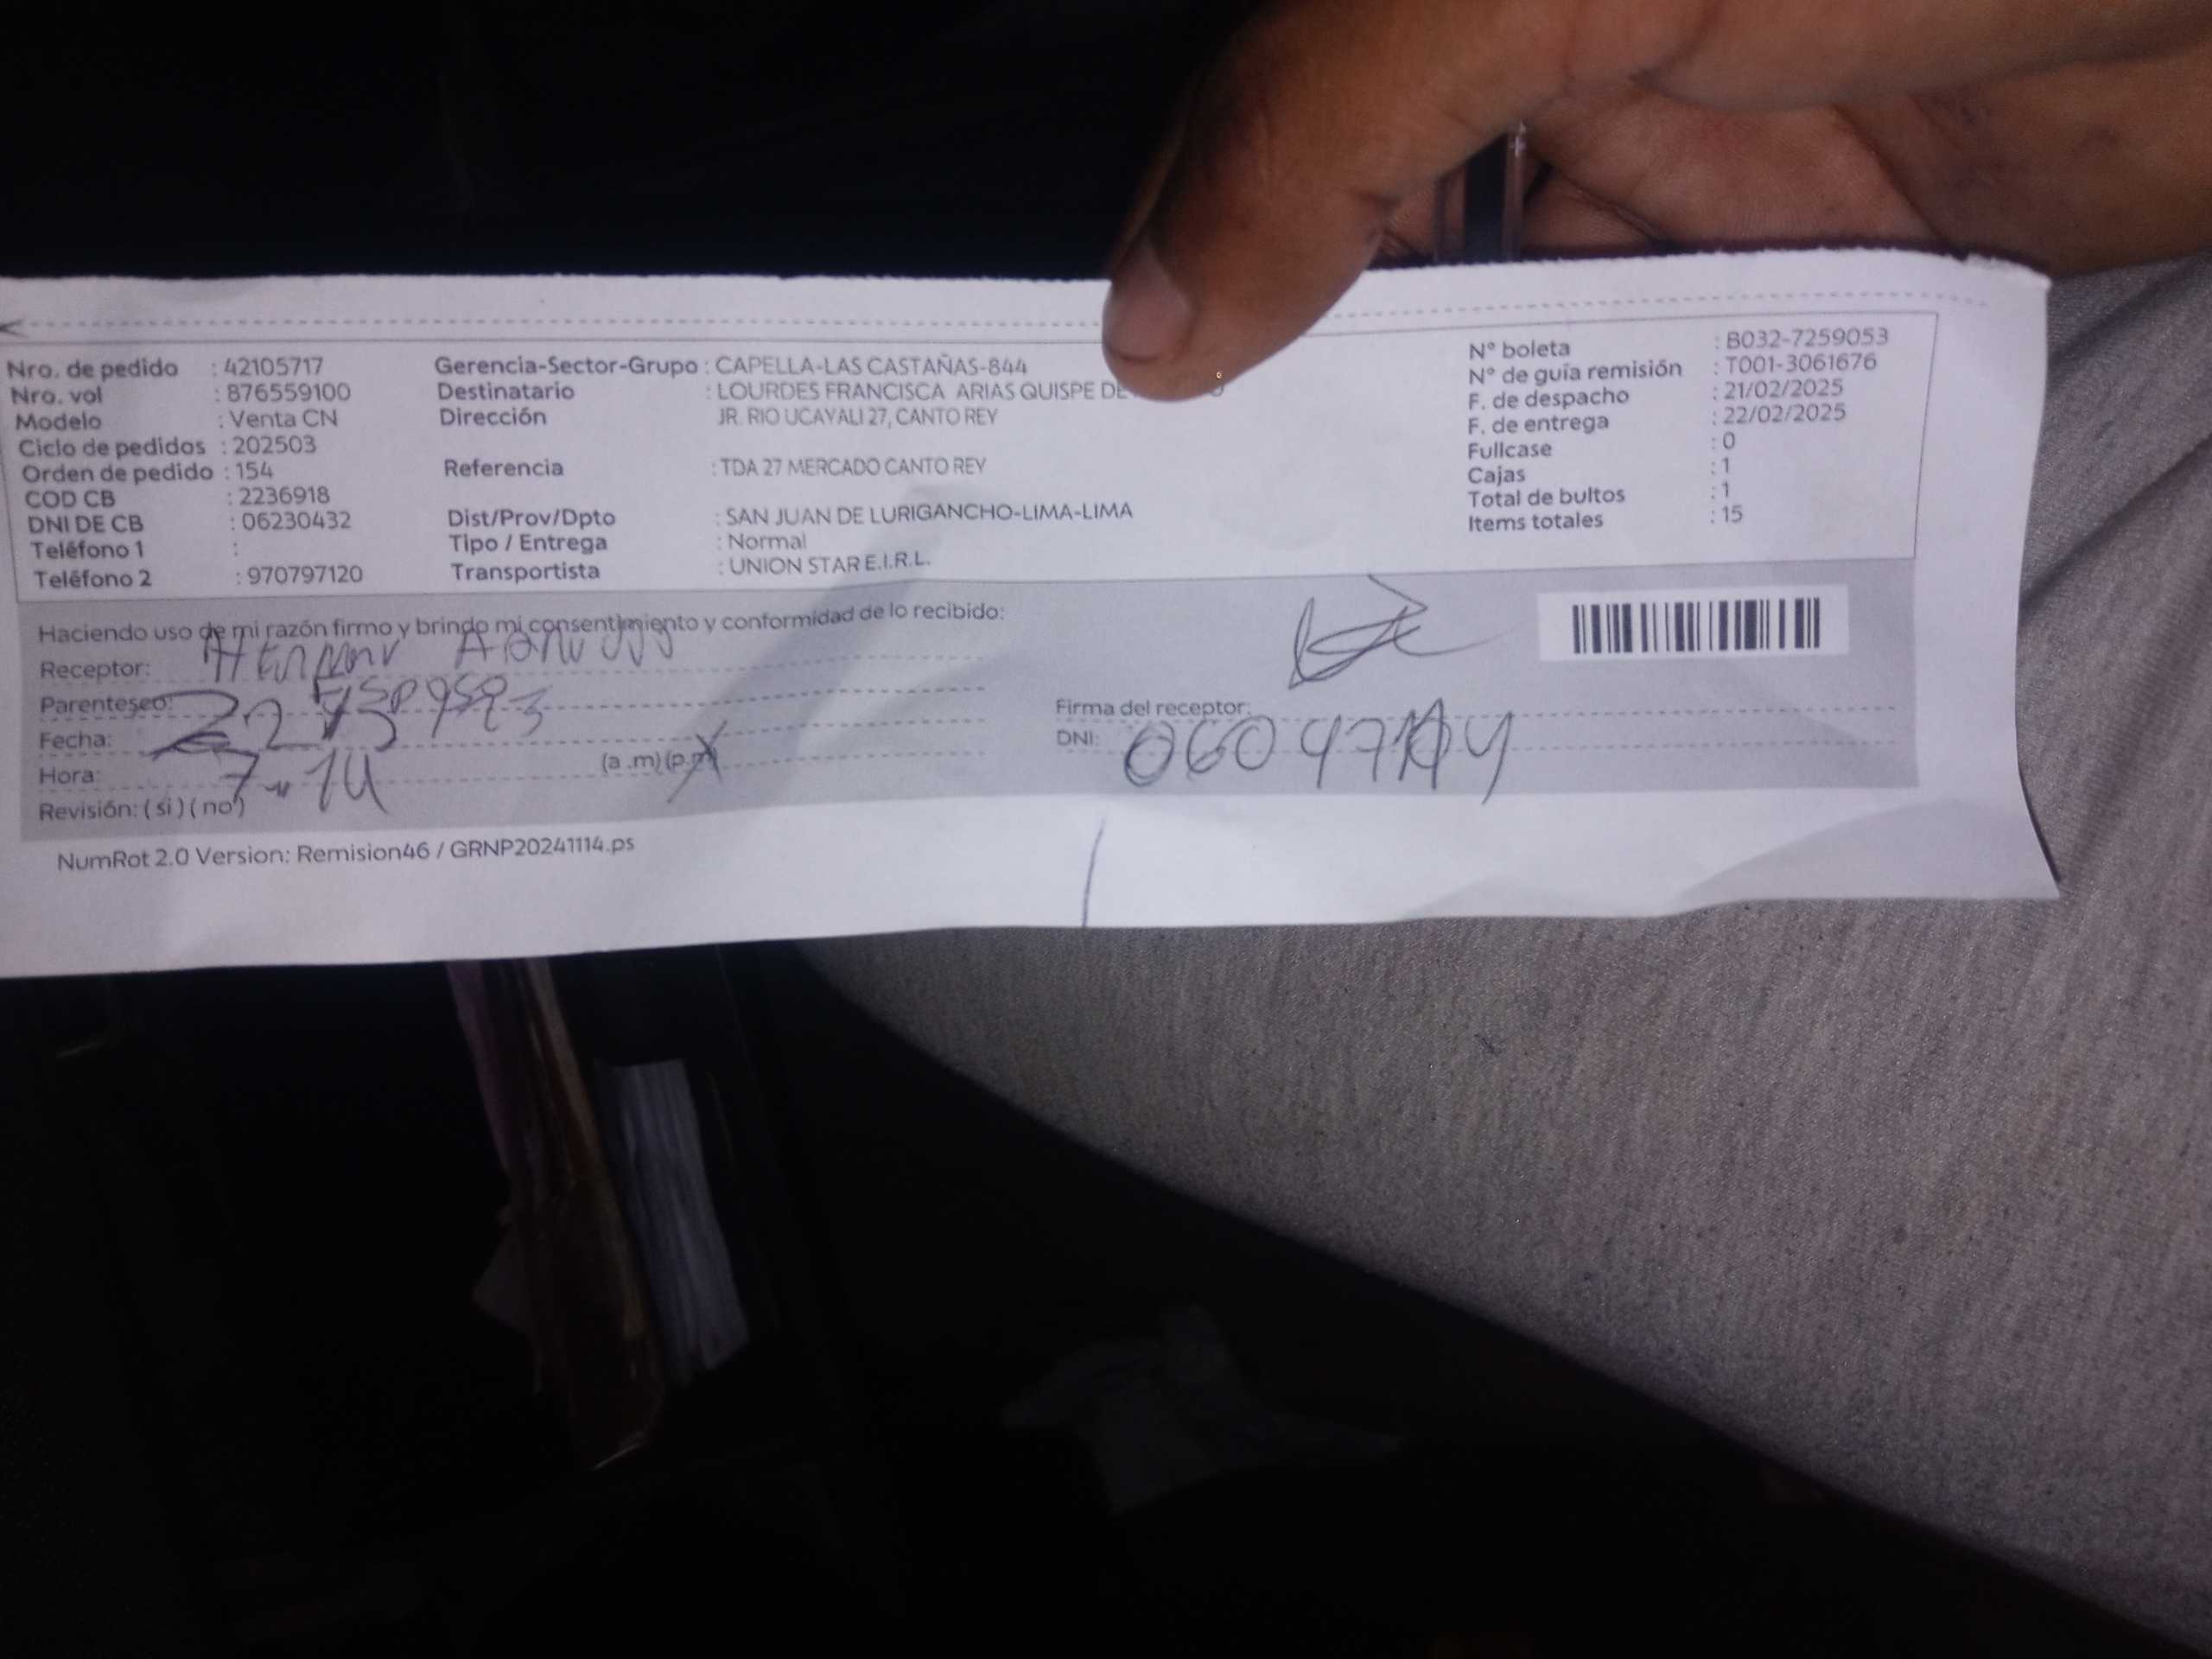 Nro. de pedido : 42105717
Nro. vol : 876559100
Modelo : Venta CN
Ciclo de pedidos : 202503
Orden de pedido : 154
COD CB : 2236918
DNI DE CB : 06230432
Teléfono 1 :
Teléfono 2 : 970797120
Gerencia-Sector-Grupo : CAPELLA-LAS CASTAÑAS-844
Destinatario : LOURDES FRANCISCA ARIAS QUISPE DE
Dirección JR. RIO UCAYALI 27, CANTO REY
Referencia : TDA 27 MERCADO CANTO REY
Dist/Prov/Dpto : SAN JUAN DE LURIGANCHO-LIMA-LIMA
Tipo / Entrega : Normal
Transportista : UNION STAR E.I.R.L.
N° boleta : B032-7259053
N° de guía remisión : T001-3061676
F. de despacho : 21/02/2025
F. de entrega : 22/02/2025
Fullcase : 0
Cajas : 1
Total de bultos : 1
Items totales : 15
Haciendo uso de mi razón firmo y brindo mi consentimiento y conformidad de lo recibido:
Receptor:
Parentesco:
Fecha: 22
Hora: 7 (a .m) (p.m)
Revisión: ( si ) ( no )
Firma del receptor:
DNI:
NumRot 2.0 Version: Remision46 / GRNP20241114.ps